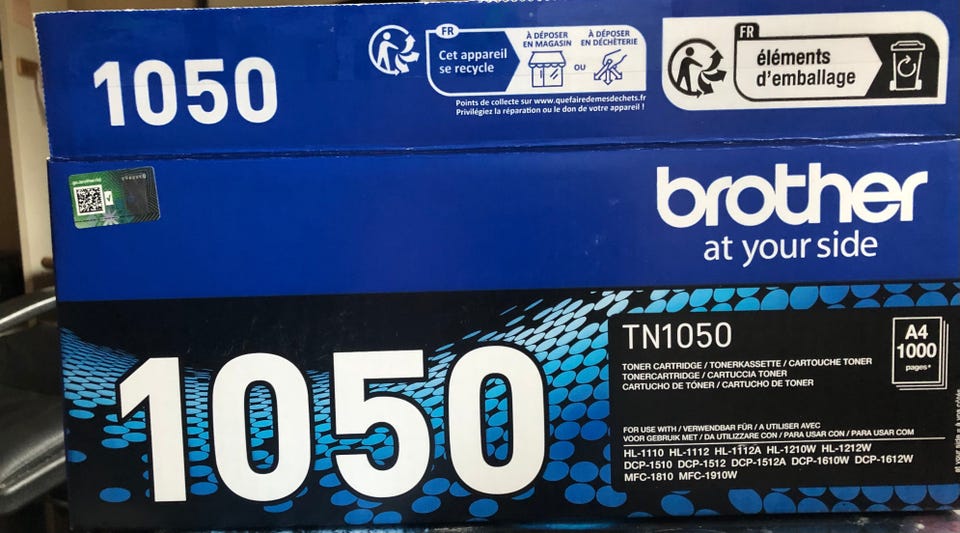 1050
FR
Cet appareil
se recycle
À DÉPOSER
EN MAGASIN
OU
À DÉPOSER
EN DÉCHÈTERIE
Points de collecte sur www.quefairedemesdechets.fr
Privilégiez la réparation ou le don de votre appareil !
FR
éléments
d'emballage
brother
at your side
1050
TN1050
TONER CARTRIDGE / TONERKASSETTE / CARTOUCHE TONER
TONERCARTRIDGE / CARTUCCIA TONER
CARTUCHO DE TÓNER / CARTUCHO DE TONER
A4
1000
pages*
FOR USE WITH / VERWENDBAR FÜR / A UTILISER AVEC
VOOR GEBRUIK MET / DA UTILIZZARE CON / PARA USAR CON / PARA USAR COM
HL-1110 HL-1112 HL-1112A HL-1210W HL-1212W
DCP-1510 DCP-1512 DCP-1512A DCP-1610W DCP-1612W
MFC-1810 MFC-1910W